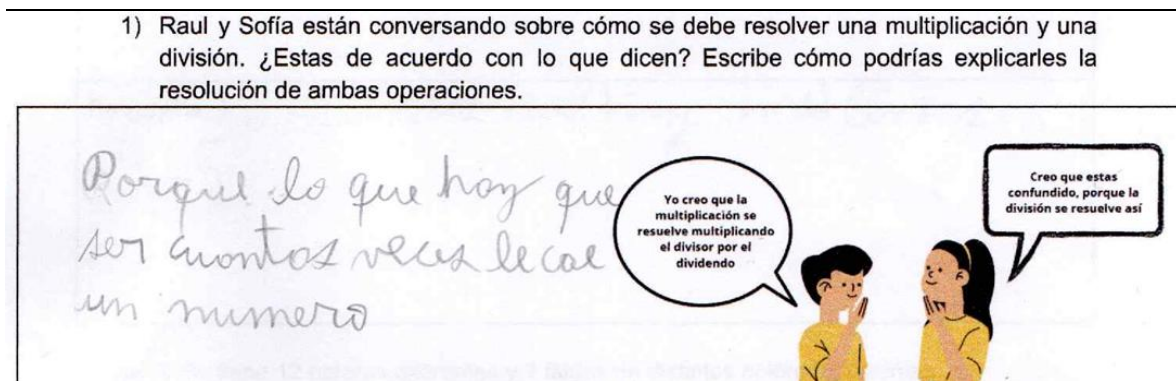 1) Raul y Sofía están conversando sobre cómo se debe resolver una multiplicación y una
división. ¿Estas de acuerdo con lo que dicen? Escribe cómo podrías explicarles la
resolución de ambas operaciones.
Porque lo que hay que
ser cuontos veces le cae
un numero
Yo creo que la
multiplicación se
resuelve multiplicando
el divisor por el
dividendo
Creo que estas
confundido, porque la
división se resuelve así